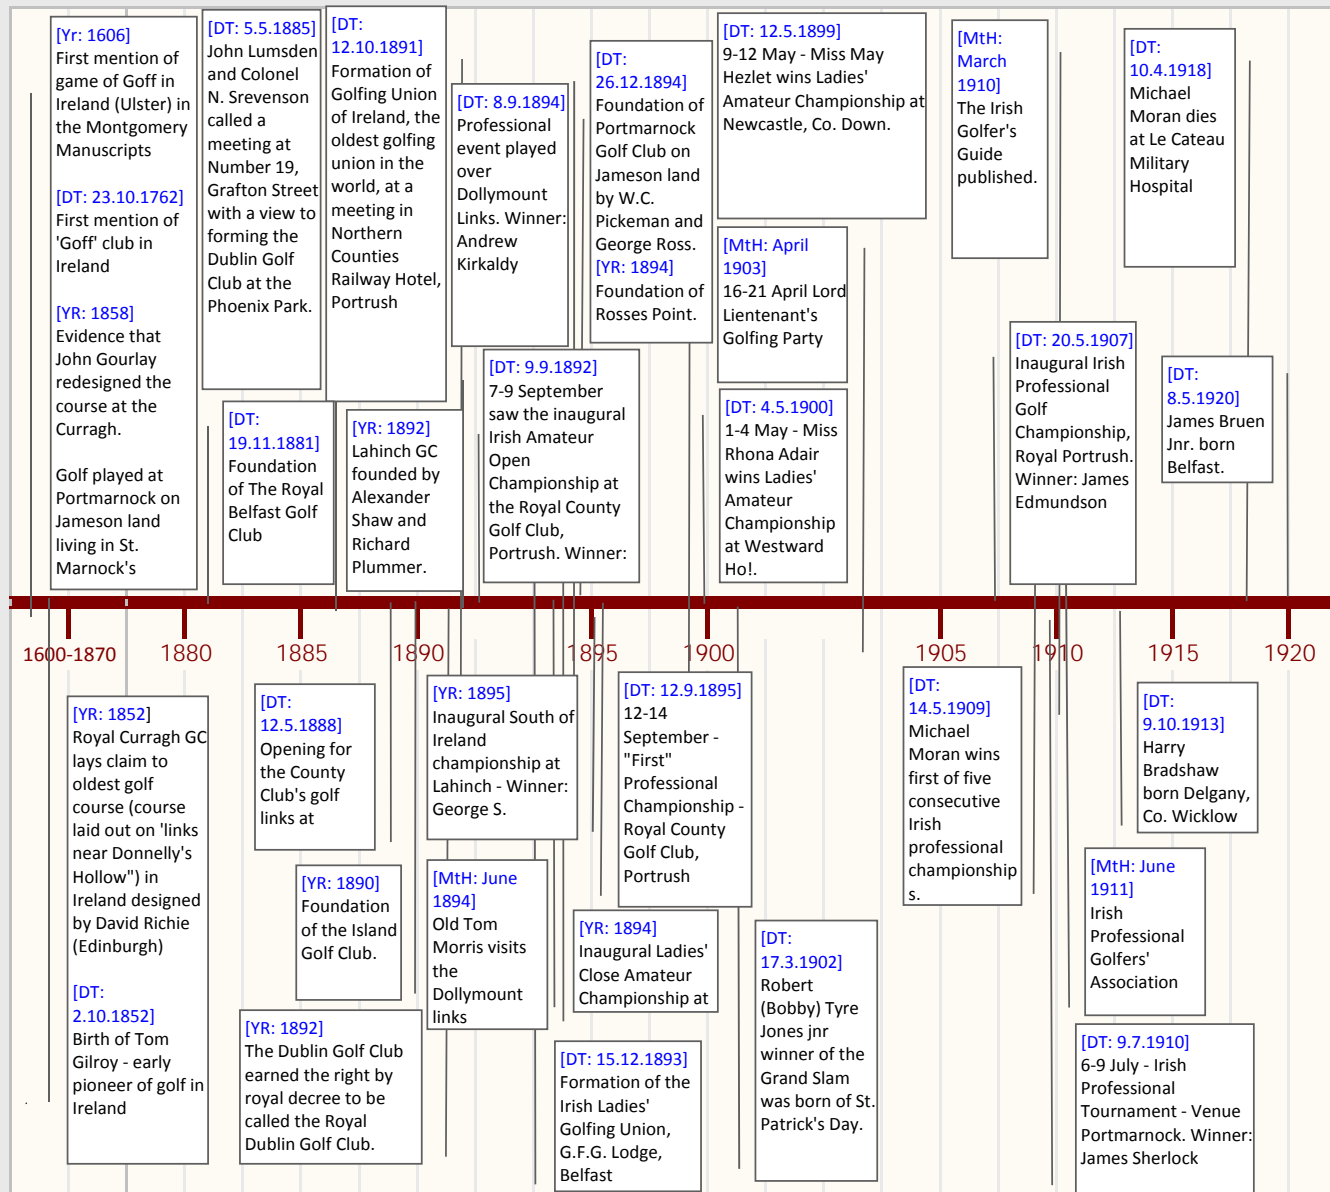 [Yr: 1606]
First mention of
game of Goff in
Ireland (Ulster) in
the Montgomery
Manuscripts
[DT: 23.10.1762]
First mention of
'Goff' club in
Ireland
[YR: 1858]
Evidence that
John Gourlay
redesigned the
course at the
Curragh.
Golf played at
Portmarnock on
Jameson land
living in St.
Marnock's
[DT: 5.5.1885]
John Lumsden
and Colonel
N. Srevenson
called a
meeting at
Number 19,
Grafton Street
with a view to
forming the
Dublin Golf
Club at the
Phoenix Park.
[DT:
12.10.1891]
Formation of
Golfing Union
of Ireland, the
oldest golfing
union in the
world, at a
meeting in
Northern
Counties
Railway Hotel,
Portrush
[DT: 8.9.1894]
Professional
event played
over
Dollymount
Links. Winner:
Andrew
Kirkaldy
[DT:
26.12.1894]
Foundation of
Portmarnock
Golf Club on
Jameson land
by W.C.
Pickeman and
George Ross.
[YR: 1894]
Foundation of
Rosses Point.
[DT: 12.5.1899]
9-12 May - Miss May
Hezlet wins Ladies'
Amateur Championship at
Newcastle, Co. Down.
[MtH: April
1903]
16-21 April Lord
Lientenant's
Golfing Party
[DT: 4.5.1900]
1-4 May - Miss
Rhona Adair
wins Ladies'
Amateur
Championship
at Westward
Ho!.
[MtH:
March
1910]
The Irish
Golfer's
Guide
published.
[DT:
10.4.1918]
Michael
Moran dies
at Le Cateau
Military
Hospital
[DT: 20.5.1907]
Inaugural Irish
Professional
Golf
Championship,
Royal Portrush.
Winner: James
Edmundson
[DT:
8.5.1920]
James Bruen
Jnr. born
Belfast.
[DT:
19.11.1881]
Foundation
of The Royal
Belfast Golf
Club
[YR: 1892]
Lahinch GC
founded by
Alexander
Shaw and
Richard
Plummer.
[DT: 9.9.1892]
7-9 September
saw the inaugural
Irish Amateur
Open
Championship at
the Royal County
Golf Club,
Portrush. Winner:
1600-1870 1880 1885 1890 1895 1900 1905 1910 1915 1920
[YR: 1852]
Royal Curragh GC
lays claim to
oldest golf
course (course
laid out on 'links
near Donnelly's
Hollow") in
Ireland designed
by David Richie
(Edinburgh)
[DT:
2.10.1852]
Birth of Tom
Gilroy - early
pioneer of golf in
Ireland
[DT:
12.5.1888]
Opening for
the County
Club's golf
links at
[YR: 1890]
Foundation
of the Island
Golf Club.
[YR: 1892]
The Dublin Golf Club
earned the right by
royal decree to be
called the Royal
Dublin Golf Club.
[YR: 1895]
Inaugural South of
Ireland
championship at
Lahinch - Winner:
George S.
[MtH: June
1894]
Old Tom
Morris visits
the
Dollymount
links
[DT: 12.9.1895]
12-14
September -
"First"
Professional
Championship -
Royal County
Golf Club,
Portrush
[YR: 1894]
Inaugural Ladies'
Close Amateur
Championship at
[DT: 15.12.1893]
Formation of the
Irish Ladies'
Golfing Union,
G.F.G. Lodge,
Belfast
[DT:
17.3.1902]
Robert
(Bobby) Tyre
Jones jnr
winner of the
Grand Slam
was born of St.
Patrick's Day.
[DT:
14.5.1909]
Michael
Moran wins
first of five
consecutive
Irish
professional
championship
s.
[DT:
9.10.1913]
Harry
Bradshaw
born Delgany,
Co. Wicklow
[MtH: June
1911]
Irish
Professional
Golfers'
Association
[DT: 9.7.1910]
6-9 July - Irish
Professional
Tournament - Venue
Portmarnock. Winner:
James Sherlock